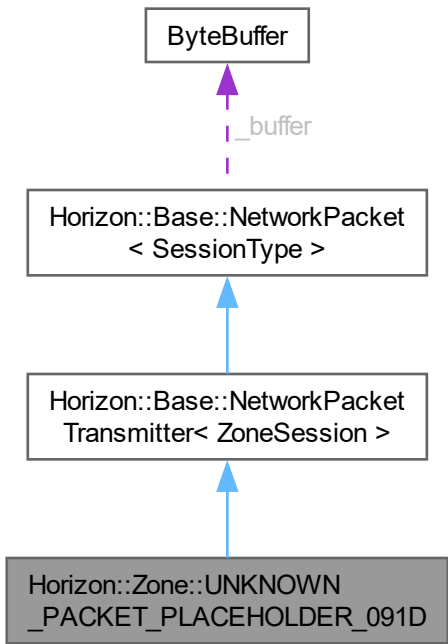 ByteBuffer
_buffer
Horizon::Base::NetworkPacket
< SessionType >
Horizon::Base::NetworkPacket
Transmitter< ZoneSession >
Horizon::Zone::UNKNOWN
_PACKET_PLACEHOLDER_091D